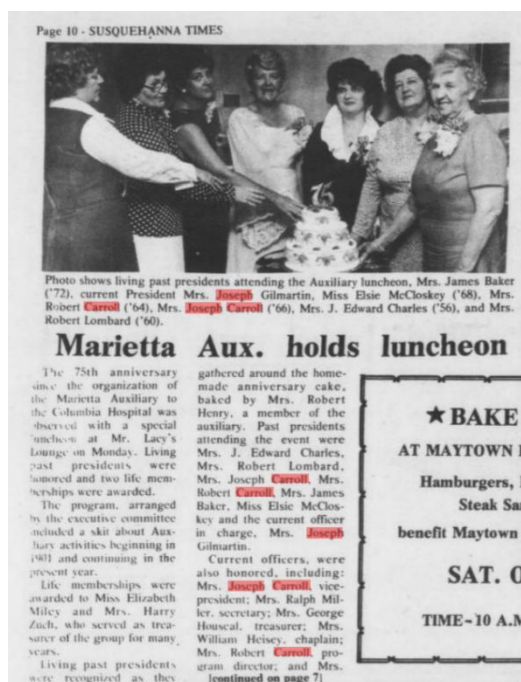 Page 10 - SUSQUEHANNA TIMES
75
Photo shows living past presidents attending the Auxiliary luncheon, Mrs. James Baker
('72), current President Mrs. Joseph Gilmartin, Miss Elsie McCloskey ('68), Mrs.
Robert Carroll ('64), Mrs. Joseph Carroll ('66), Mrs. J. Edward Charles ('56), and Mrs.
Robert Lombard ('60).
Marietta Aux. holds luncheon
The 75th anniversary
since the organization of
the Marietta Auxiliary to
the Columbia Hospital was
observed with a special
luncheon at Mr. Lacy's
Lounge on Monday. Living
past presidents were
honored and two life mem-
berships were awarded.
The program, arranged
by the executive committee
included a skit about Aux-
iliary activities beginning in
1901 and continuing in the
present year.
Life memberships were
awarded to Miss Elizabeth
Miley and Mrs. Harry
Zuch, who served as trea-
surer of the group for many
years.
Living past presidents
were recognized as they
gathered around the home-
made anniversary cake,
baked by Mrs. Robert
Henry, a member of the
auxiliary. Past presidents
attending the event were
Mrs. J. Edward Charles,
Mrs. Robert Lombard,
Mrs. Joseph Carroll, Mrs.
Robert Carroll, Mrs. James
Baker, Miss Elsie McClos-
key and the current officer
in charge, Mrs. Joseph
Gilmartin.
Current officers, were
also honored, including:
Mrs. Joseph Carroll, vice-
president; Mrs. Ralph Mil-
ler, secretary; Mrs. George
Houseal, treasurer; Mrs.
William Heisey, chaplain;
Mrs. Robert Carroll, pro-
gram director; and Mrs.
[continued on page 7]
★ BAKE
AT MAYTOWN
Hamburgers,
Steak Sa
benefit Maytown
SAT. O
TIME-10 A.M